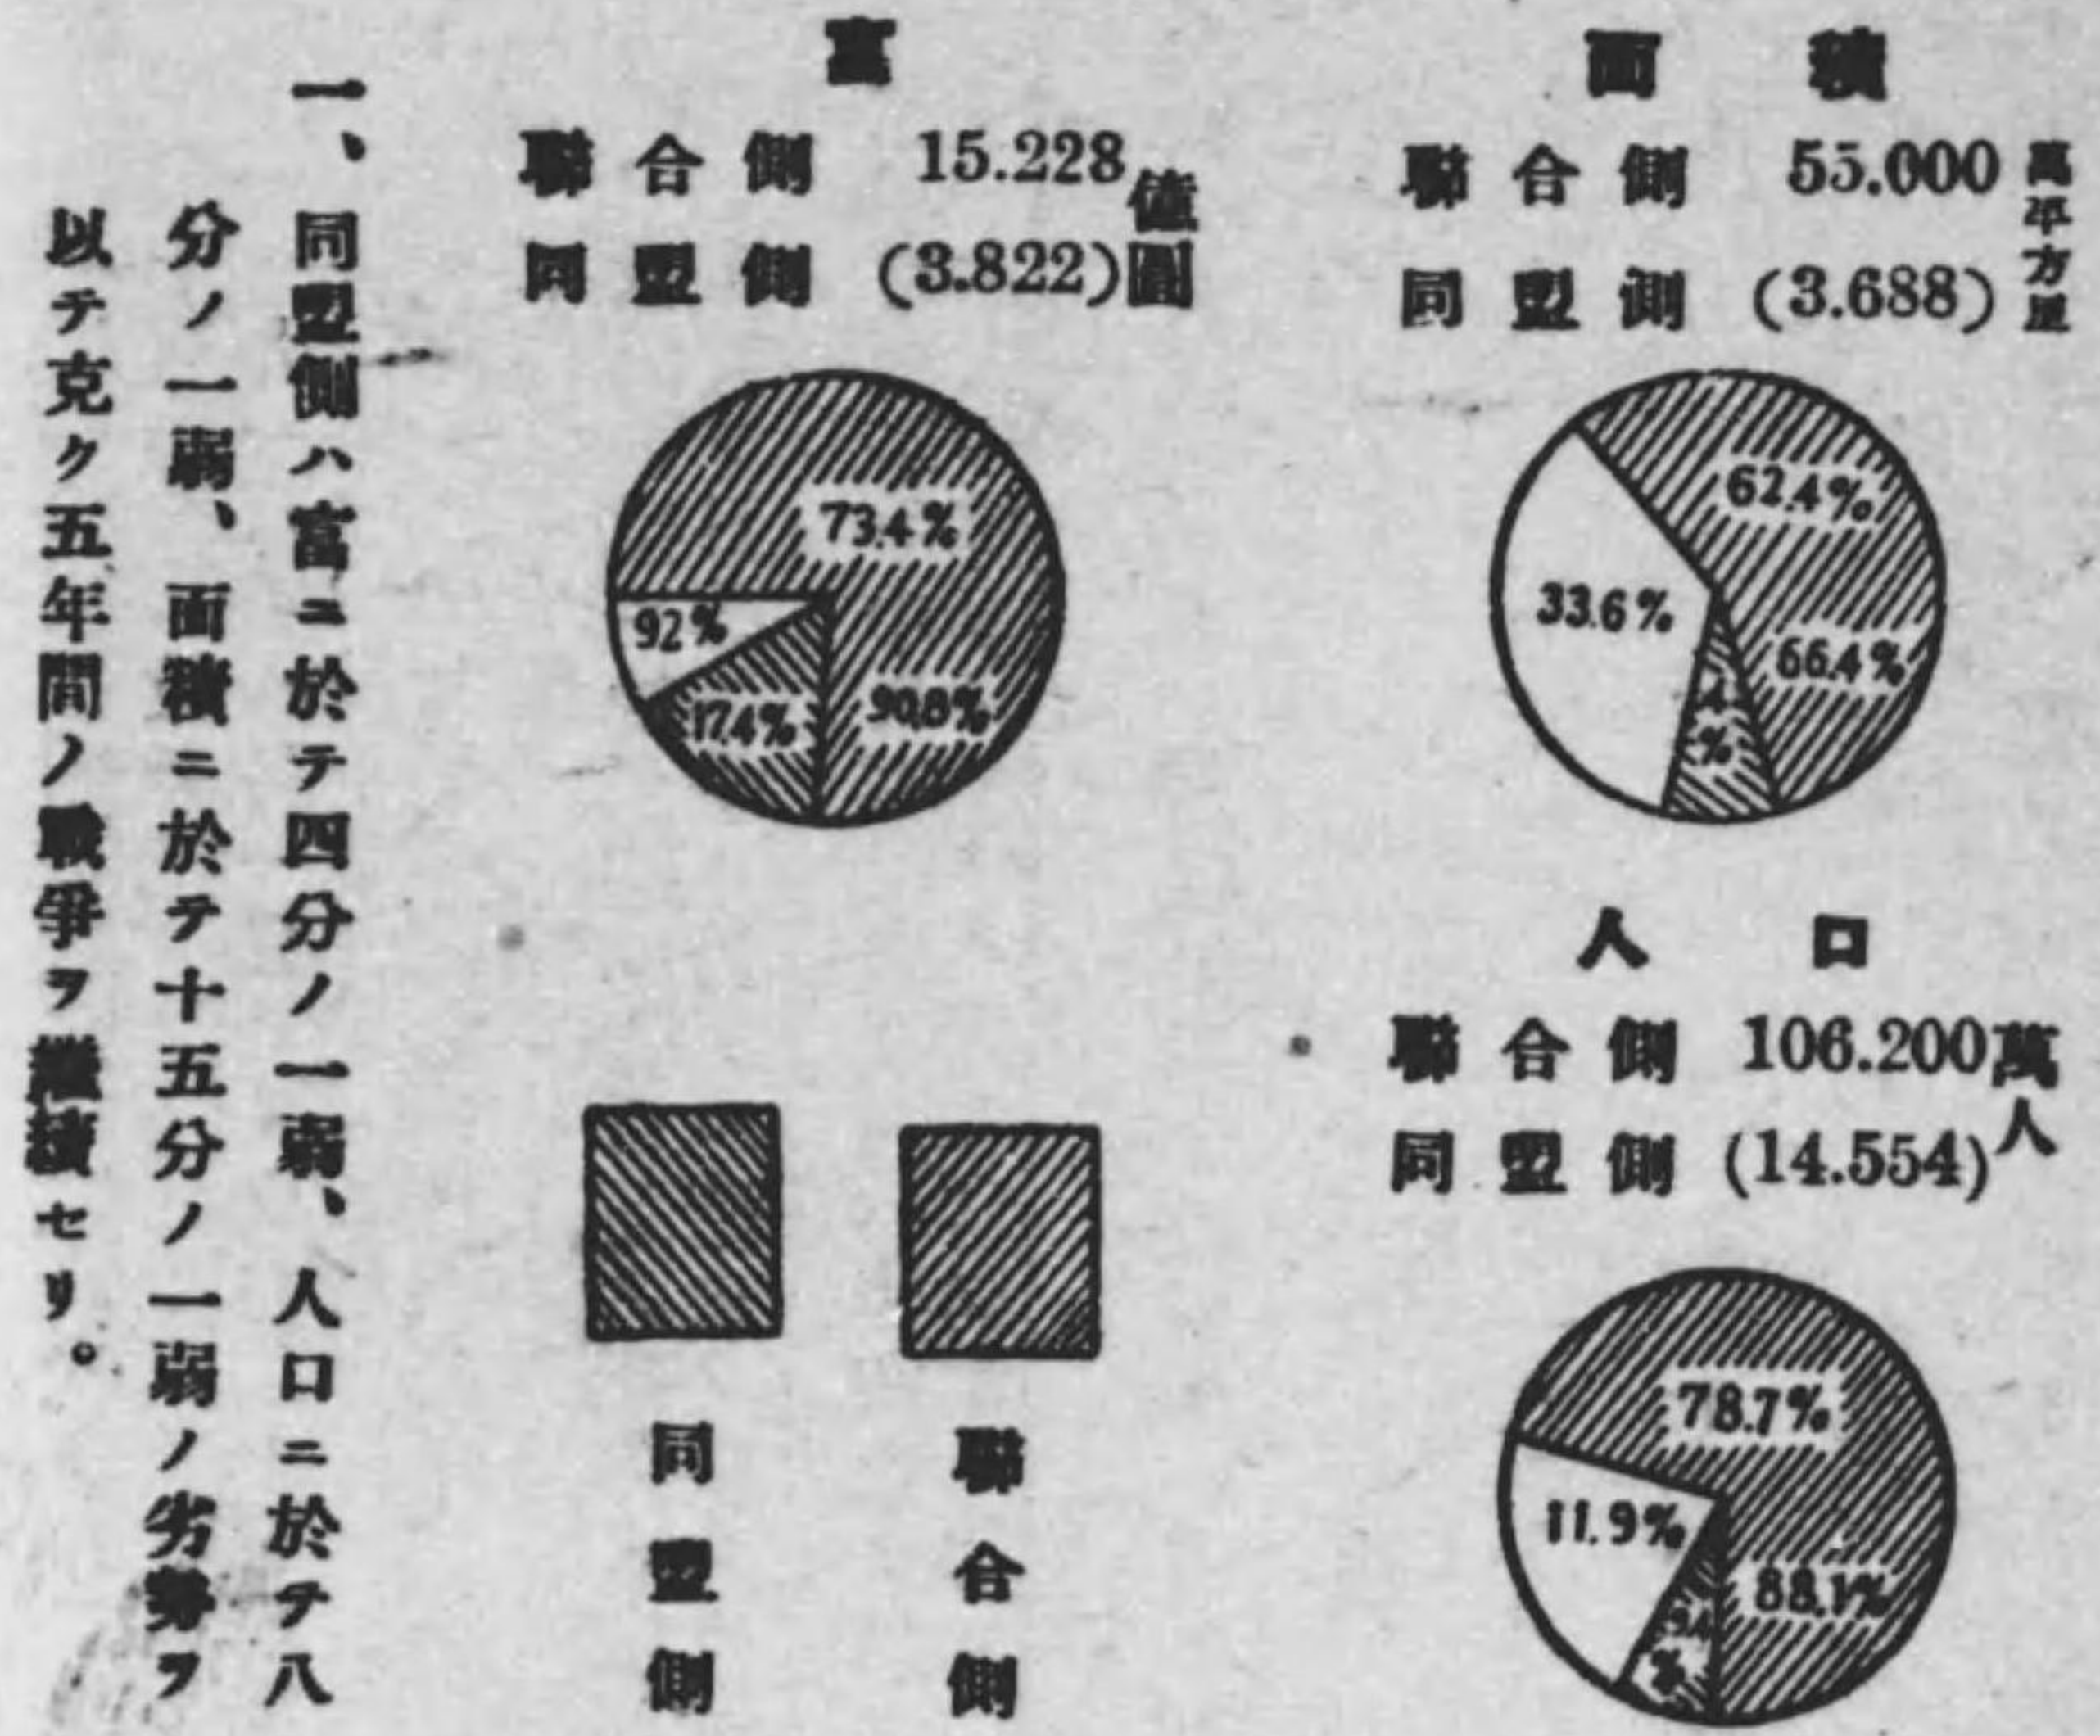 面積
聯合側 55.000
同盟側 (3.688)
萬平方里
62.4%
33.6%
66.4%
4%
人口
聯合側 106.200
同盟側 (14.554)
萬人
78.7%
11.9%
88.1%
%
富
聯合側 15.228
同盟側 (3.822)
億圓
73.4%
92%
17.4%
90.8%
聯合側
同盟側
一、同盟側ハ富ニ於テ四分ノ一弱、人口ニ於テ八
分ノ一弱、面積ニ於テ十五分ノ一弱ノ劣勢ヲ
以テ克ク五年間ノ戰爭ヲ繼續セリ。